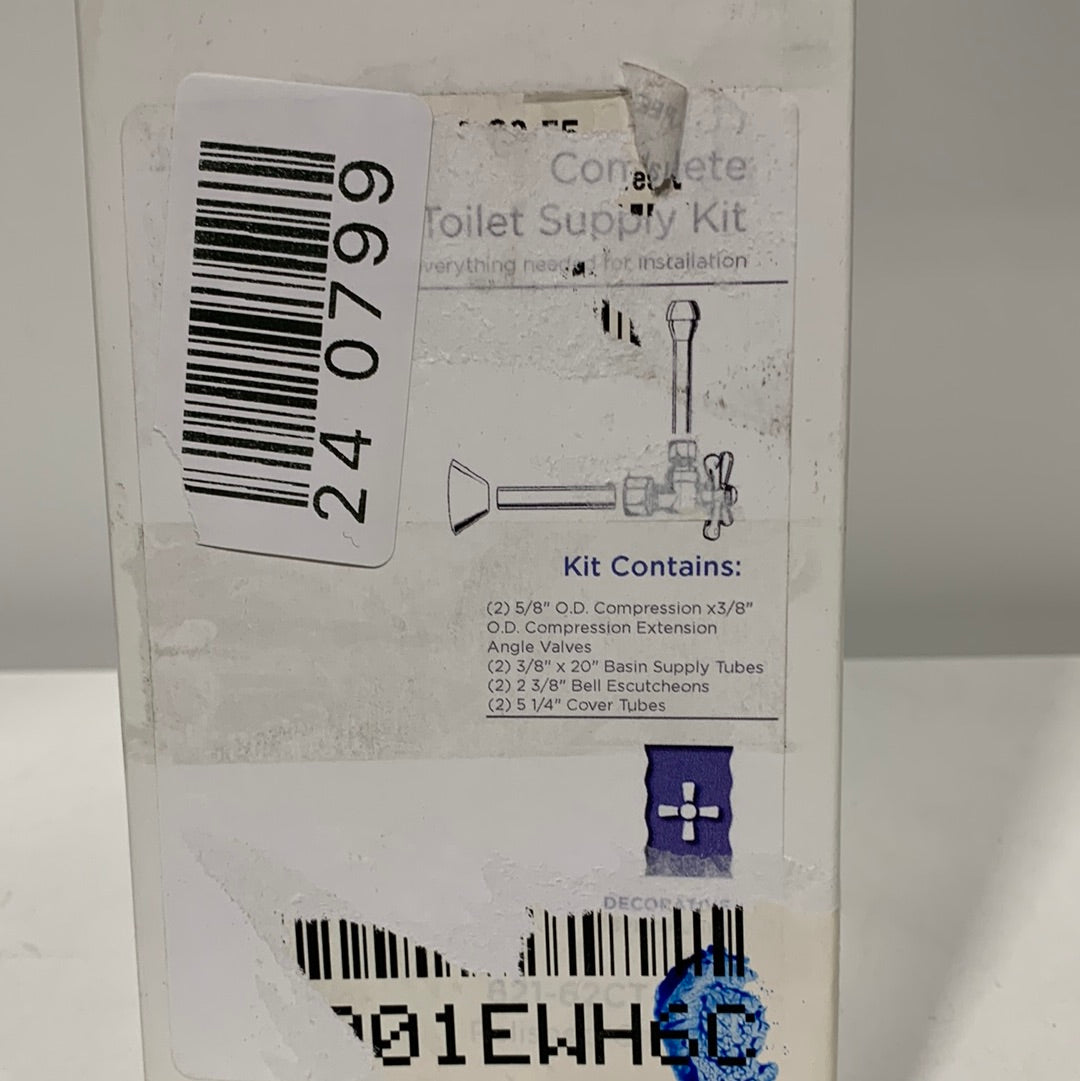 24 0799
Complete
Toilet Supply Kit
everything needed for installation
Kit Contains:
(2) 5/8" O.D. Compression x3/8"
O.D. Compression Extension
Angle Valves
(2) 3/8" x 20" Basin Supply Tubes
(2) 2 3/8" Bell Escutcheons
(2) 5 1/4" Cover Tubes
DECORATIVE
621-62CT
01EWH6C